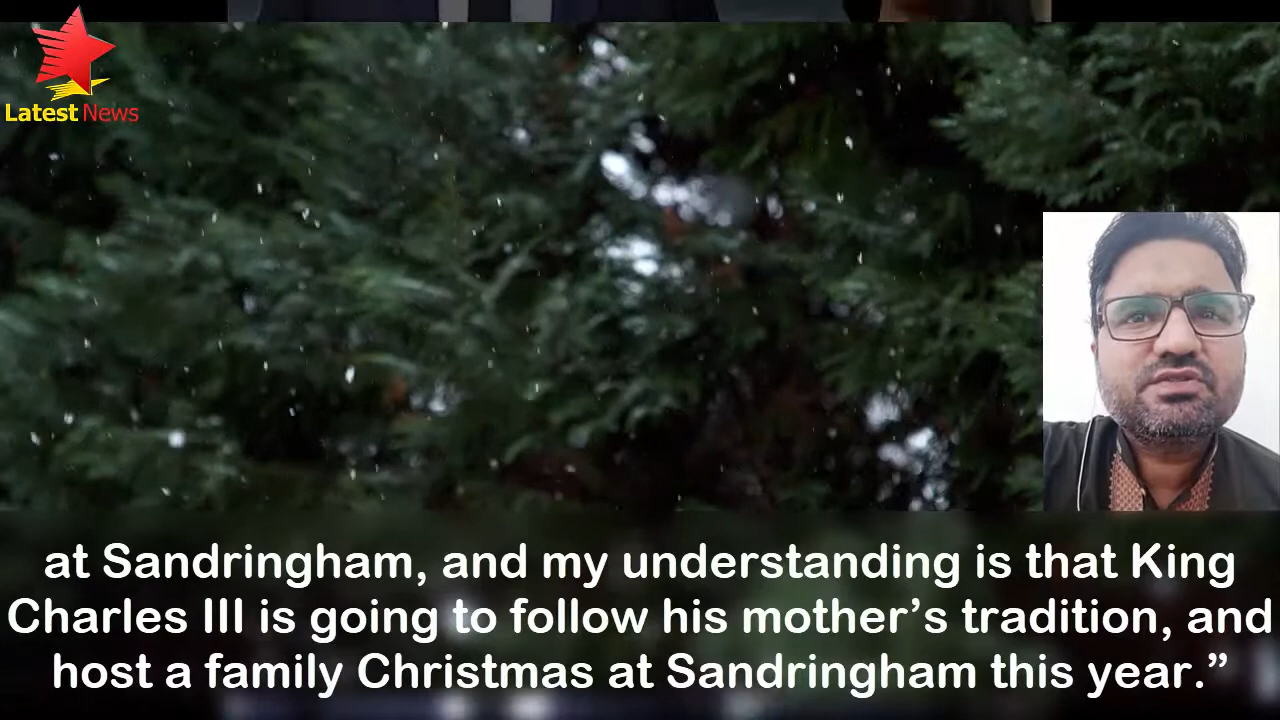 Latest News
at Sandringham, and my understanding is that King
Charles III is going to follow his mother’s tradition, and
host a family Christmas at Sandringham this year.”